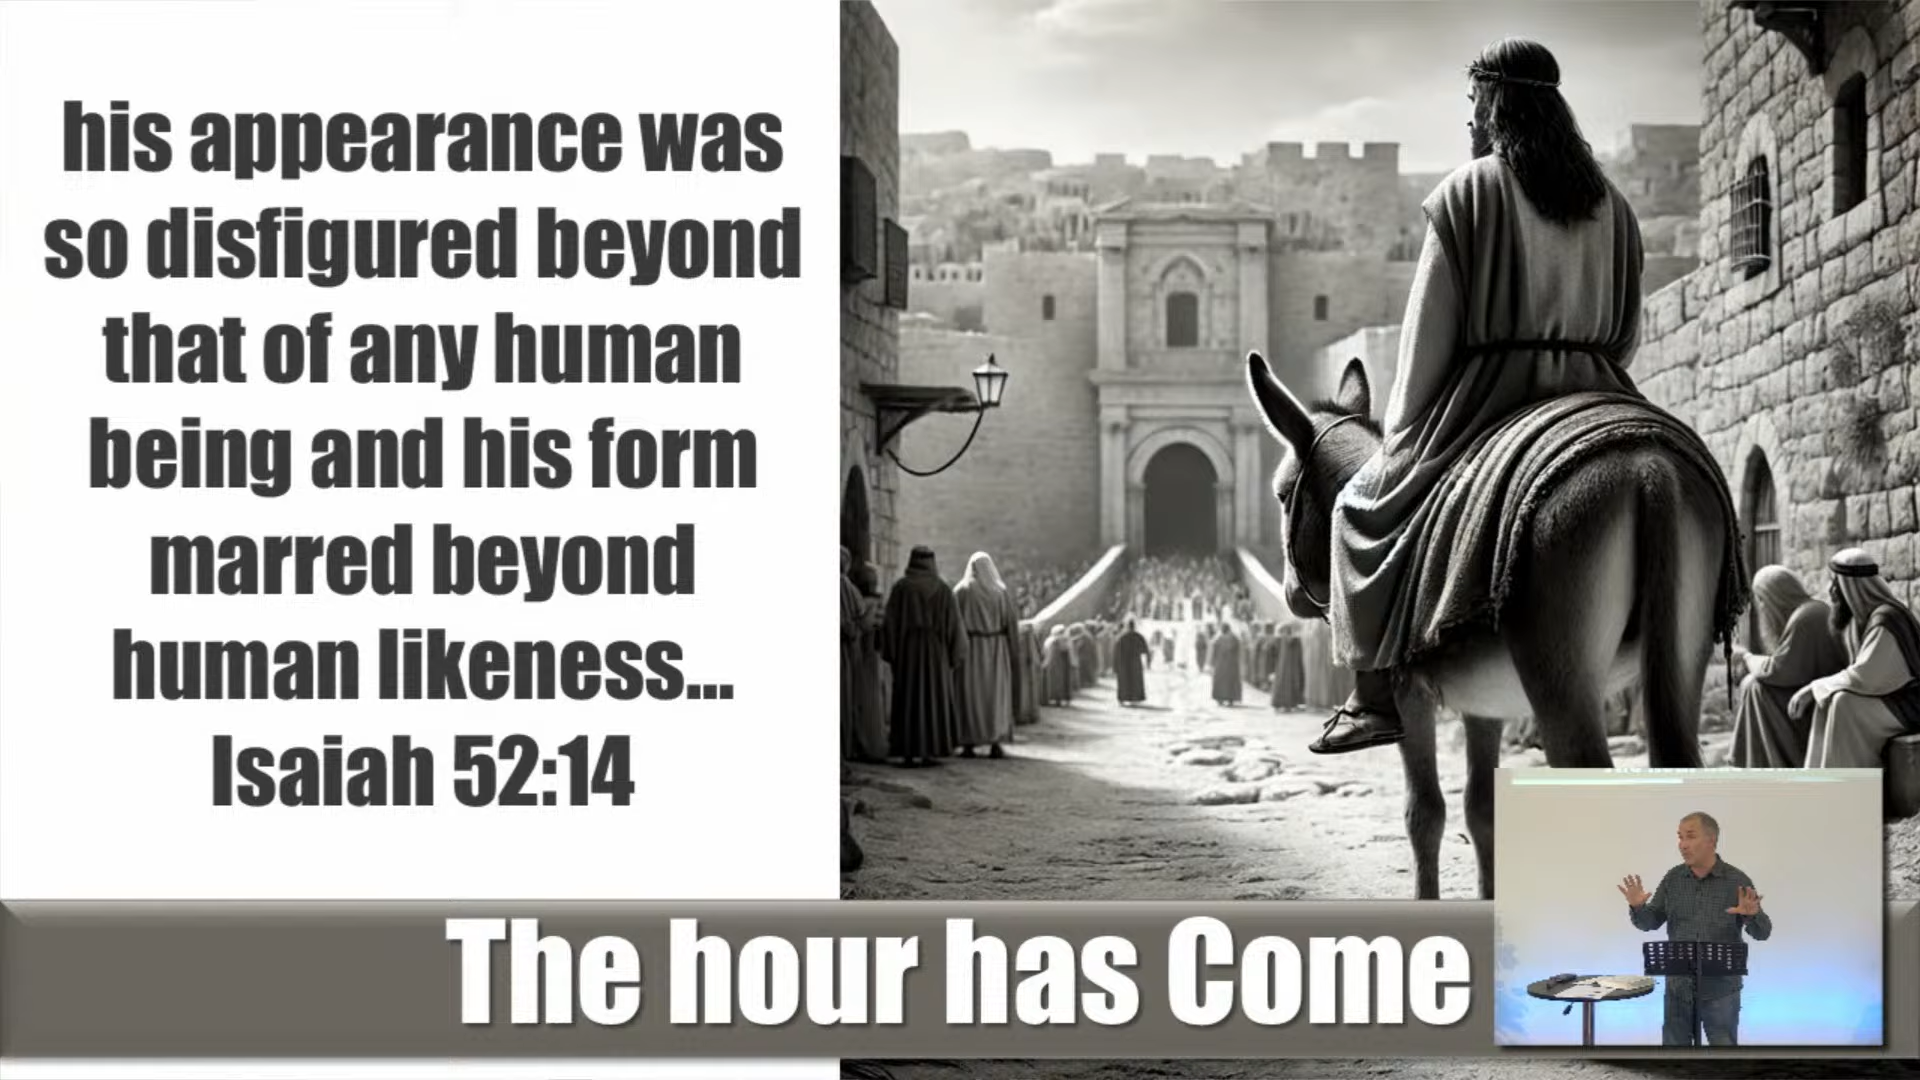 his appearance was
so disfigured beyond
that of any human
being and his form
marred beyond
human likeness...
Isaiah 52:14
The hour has Come